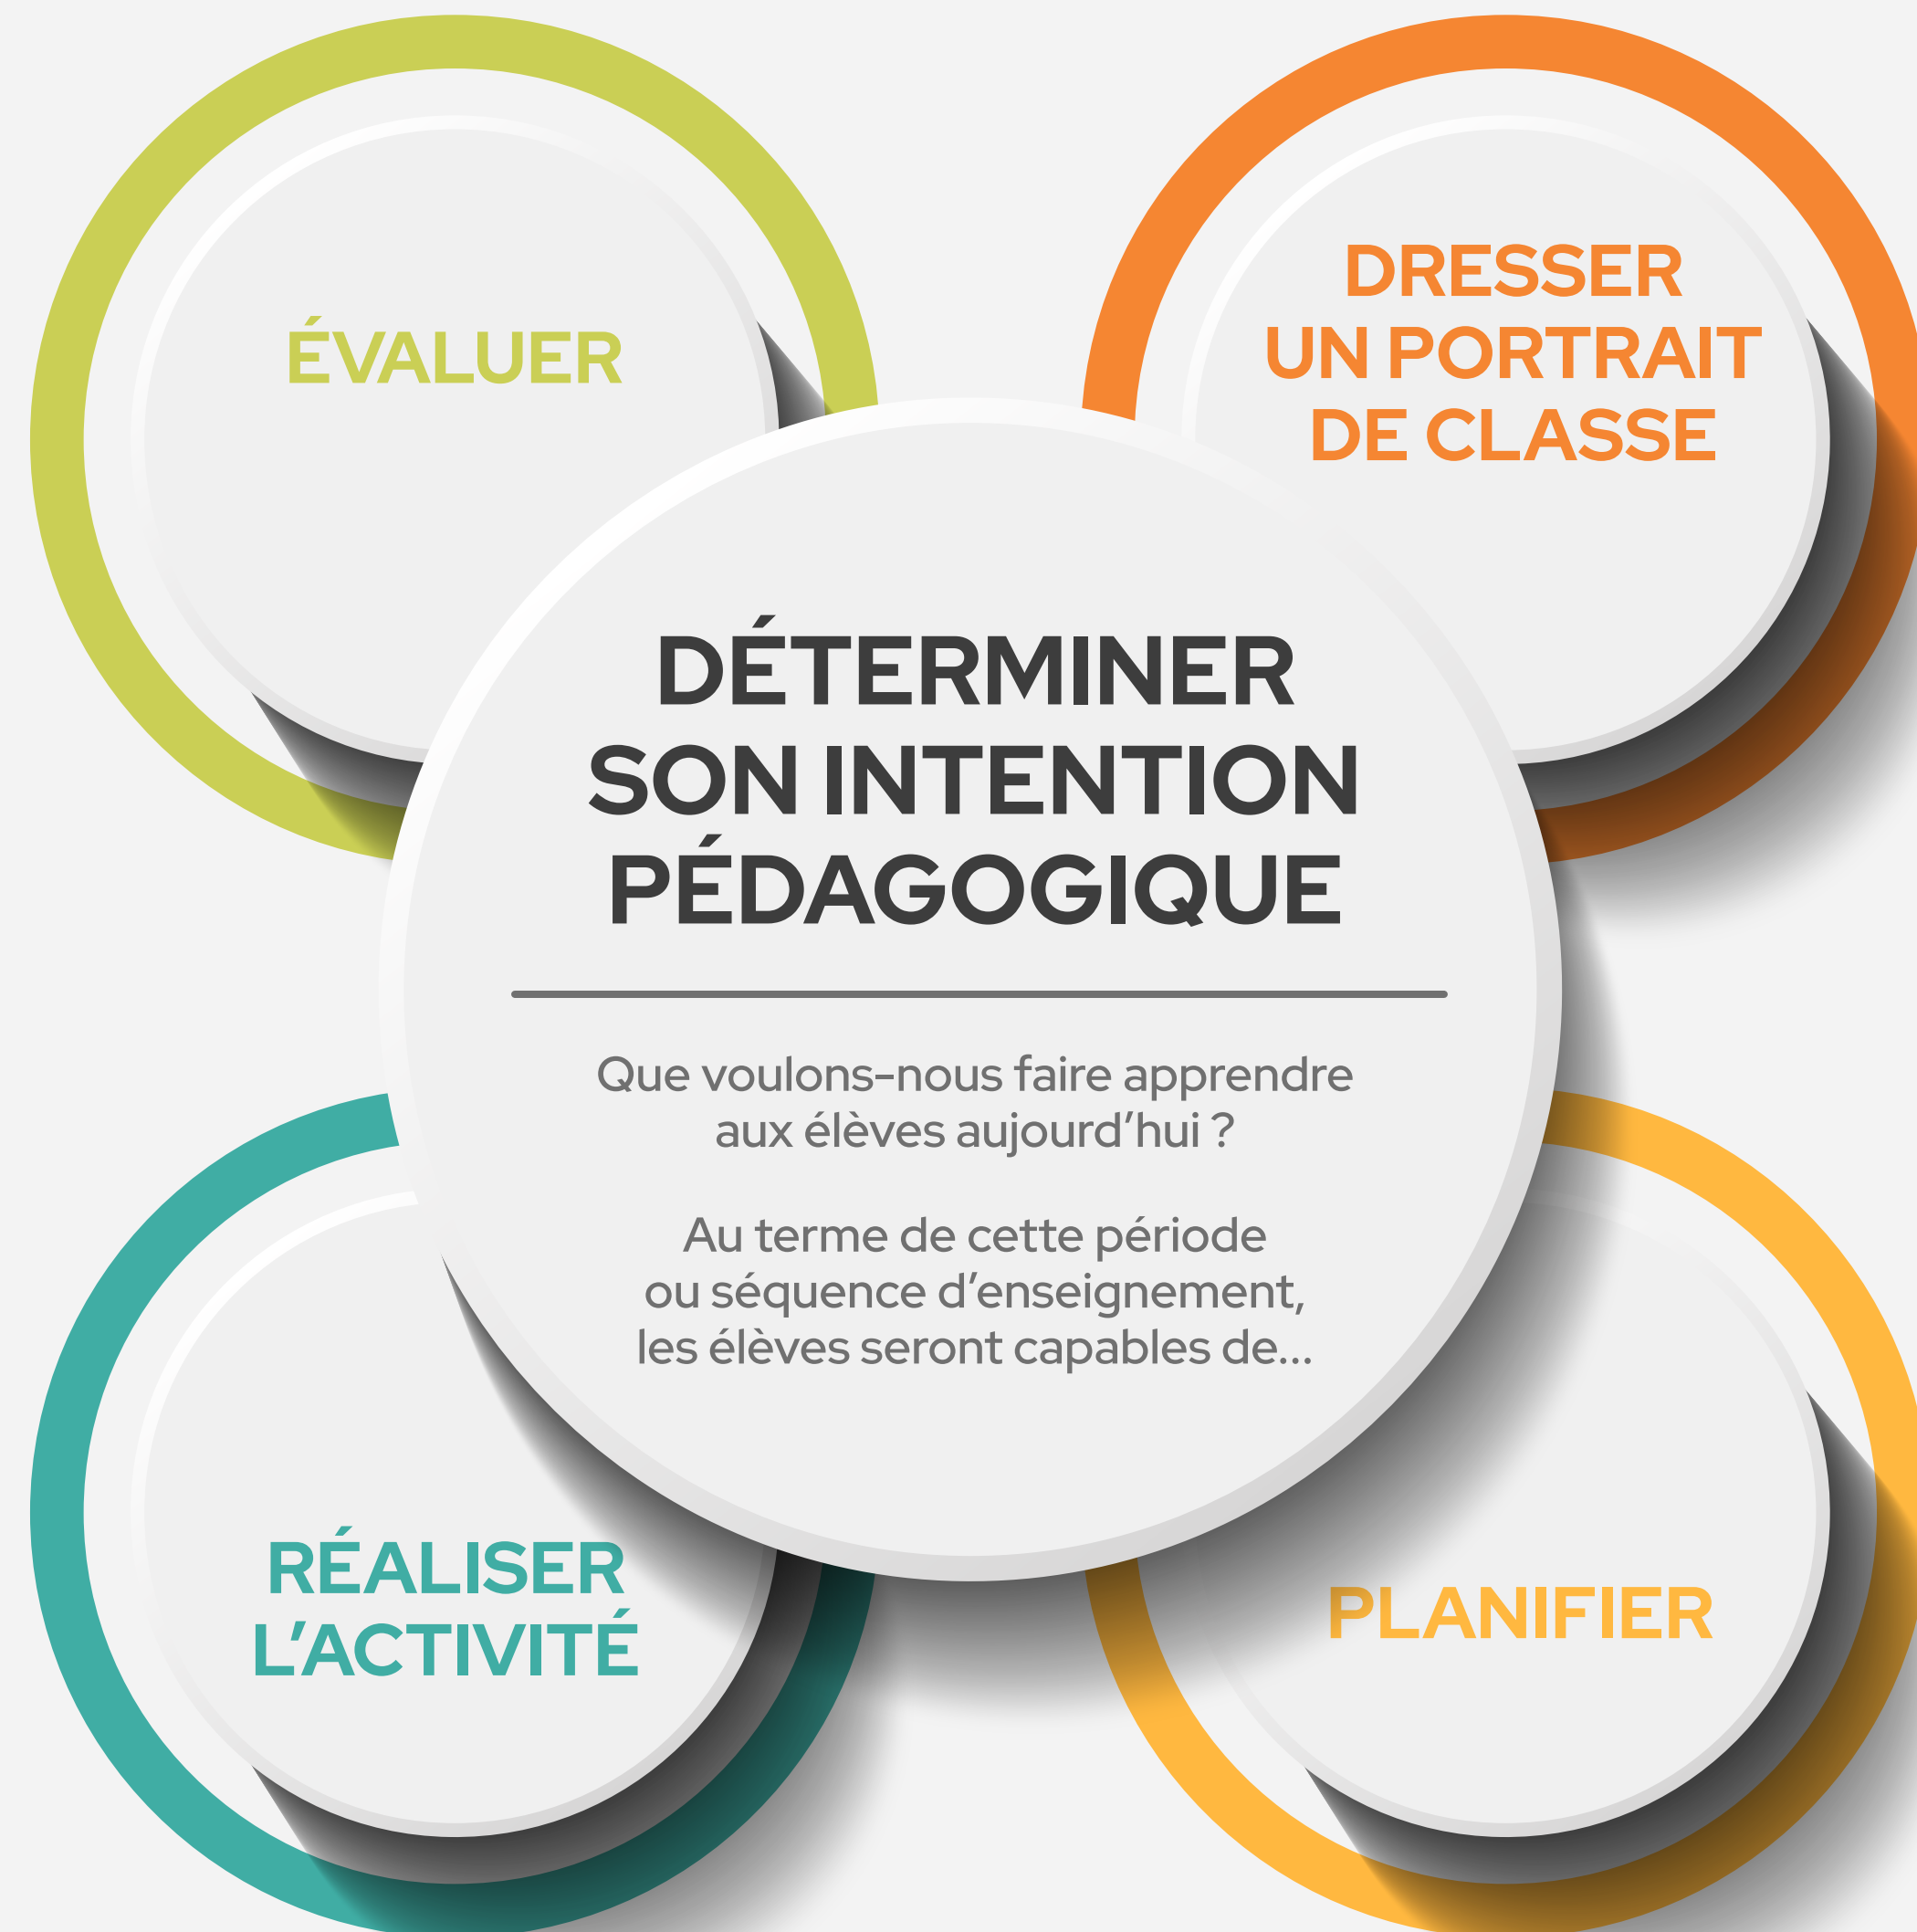 ÉVALUER
DRESSER
UN PORTRAIT
DE CLASSE
DÉTERMINER
SON INTENTION
PÉDAGOGIQUE
Que voulons-nous faire apprendre
aux élèves aujourd'hui ?
Au terme de cette période
ou séquence d'enseignement,
les élèves seront capables de...
RÉALISER
L'ACTIVITÉ
PLANIFIER